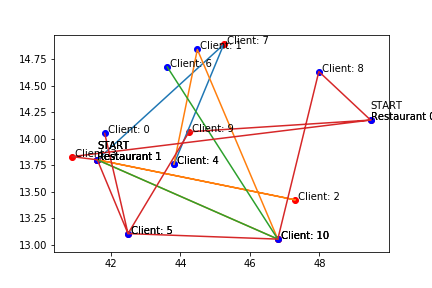 14.75
14.50
14.25
14.00
13.75
13.50
13.25
13.00
42
44
46
48
Client: 7
Client: 1
Client: 6
Client: 8
START
Restaurant 0
Client: 0
Client: 9
START
Restaurant 1
Client: 4
Client: 2
Client: 5
Client: 10